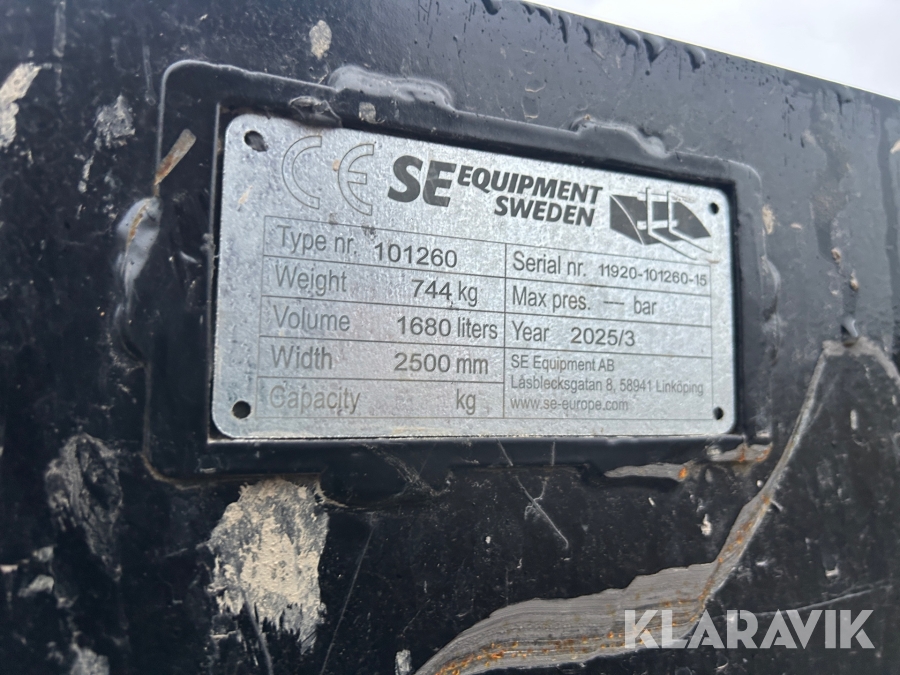 CE SE EQUIPMENT
SWEDEN
Type nr. 101260
Serial nr. 11920-101260-15
Weight 744 kg
Max pres. — bar
Volume 1680 liters
Year 2025/3
Width 2500 mm
SE Equipment AB
Låsblecksgatan 8, 58941 Linköping
Capacity kg
www.se-europe.com
KLARAVIK